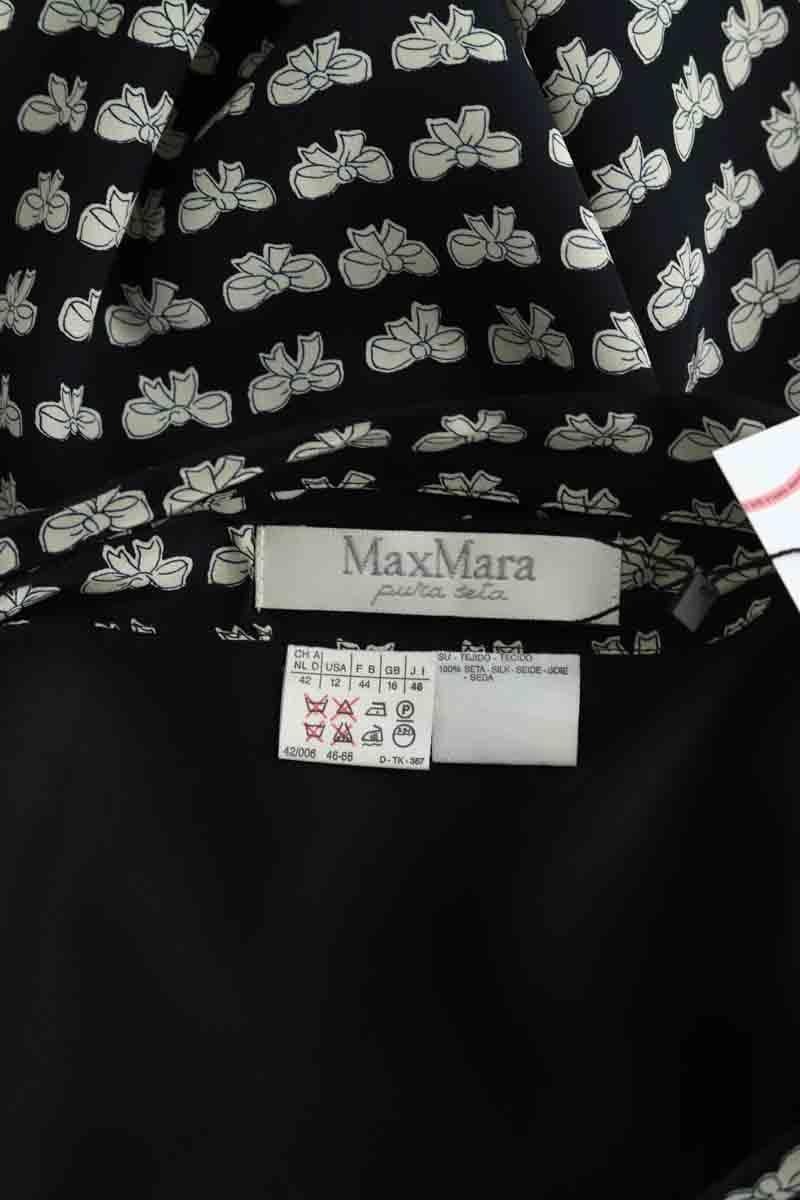 MaxMara
pura seta
CH A
NL D USA F B GB J I
42 12 44 16 46
P
42/006 46-66
D-TK-367
SU - TEJIDO - TECIDO
100% SETA - SILK - SEIDE - SOIE
- SEDA